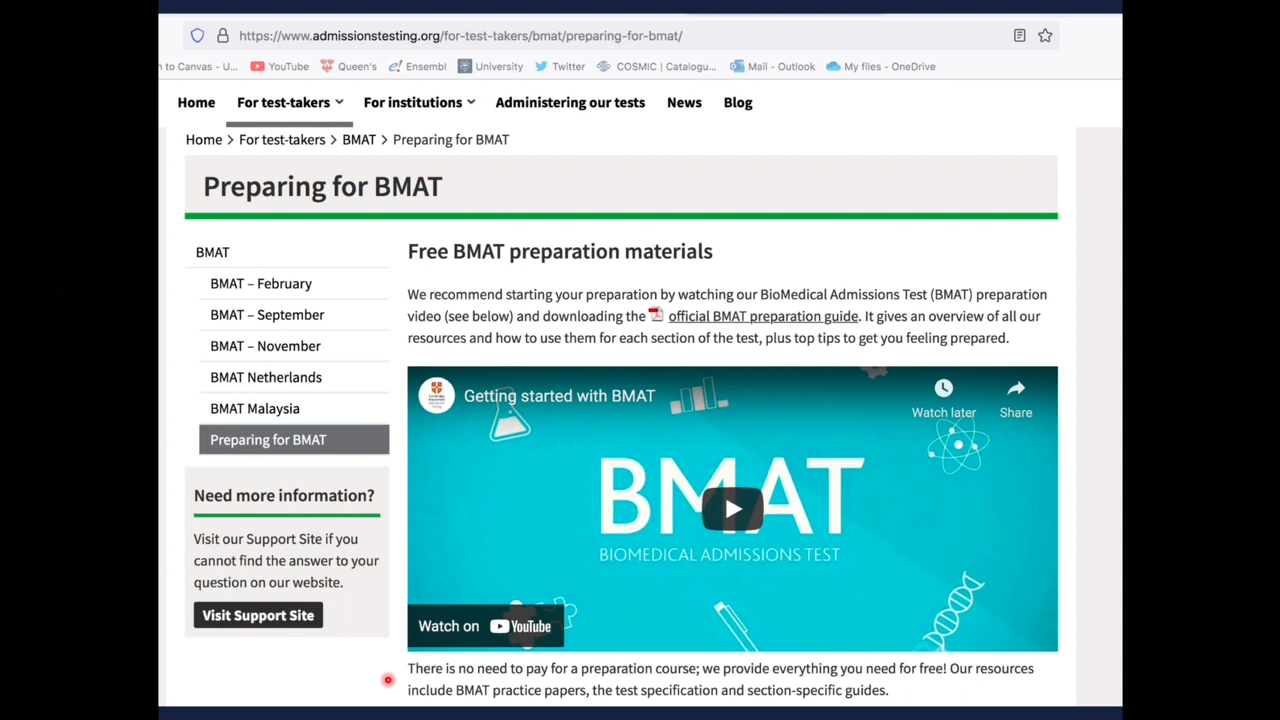 https://www.admissionstesting.org/for-test-takers/bmat/preparing-for-bmat/
n to Canvas - U... YouTube Queen's Ensembl University Twitter COSMIC | Catalogu... Mail - Outlook My files - OneDrive
Home For test-takers For institutions Administering our tests News Blog
Home > For test-takers > BMAT > Preparing for BMAT
Preparing for BMAT
BMAT
BMAT – February
BMAT – September
BMAT – November
BMAT Netherlands
BMAT Malaysia
Preparing for BMAT
Need more information?
Visit our Support Site if you
cannot find the answer to your
question on our website.
Visit Support Site
Free BMAT preparation materials
We recommend starting your preparation by watching our BioMedical Admissions Test (BMAT) preparation
video (see below) and downloading the official BMAT preparation guide. It gives an overview of all our
resources and how to use them for each section of the test, plus top tips to get you feeling prepared.
Getting started with BMAT
Watch later Share
BMAT
BIOMEDICAL ADMISSIONS TEST
Watch on YouTube
There is no need to pay for a preparation course; we provide everything you need for free! Our resources
include BMAT practice papers, the test specification and section-specific guides.